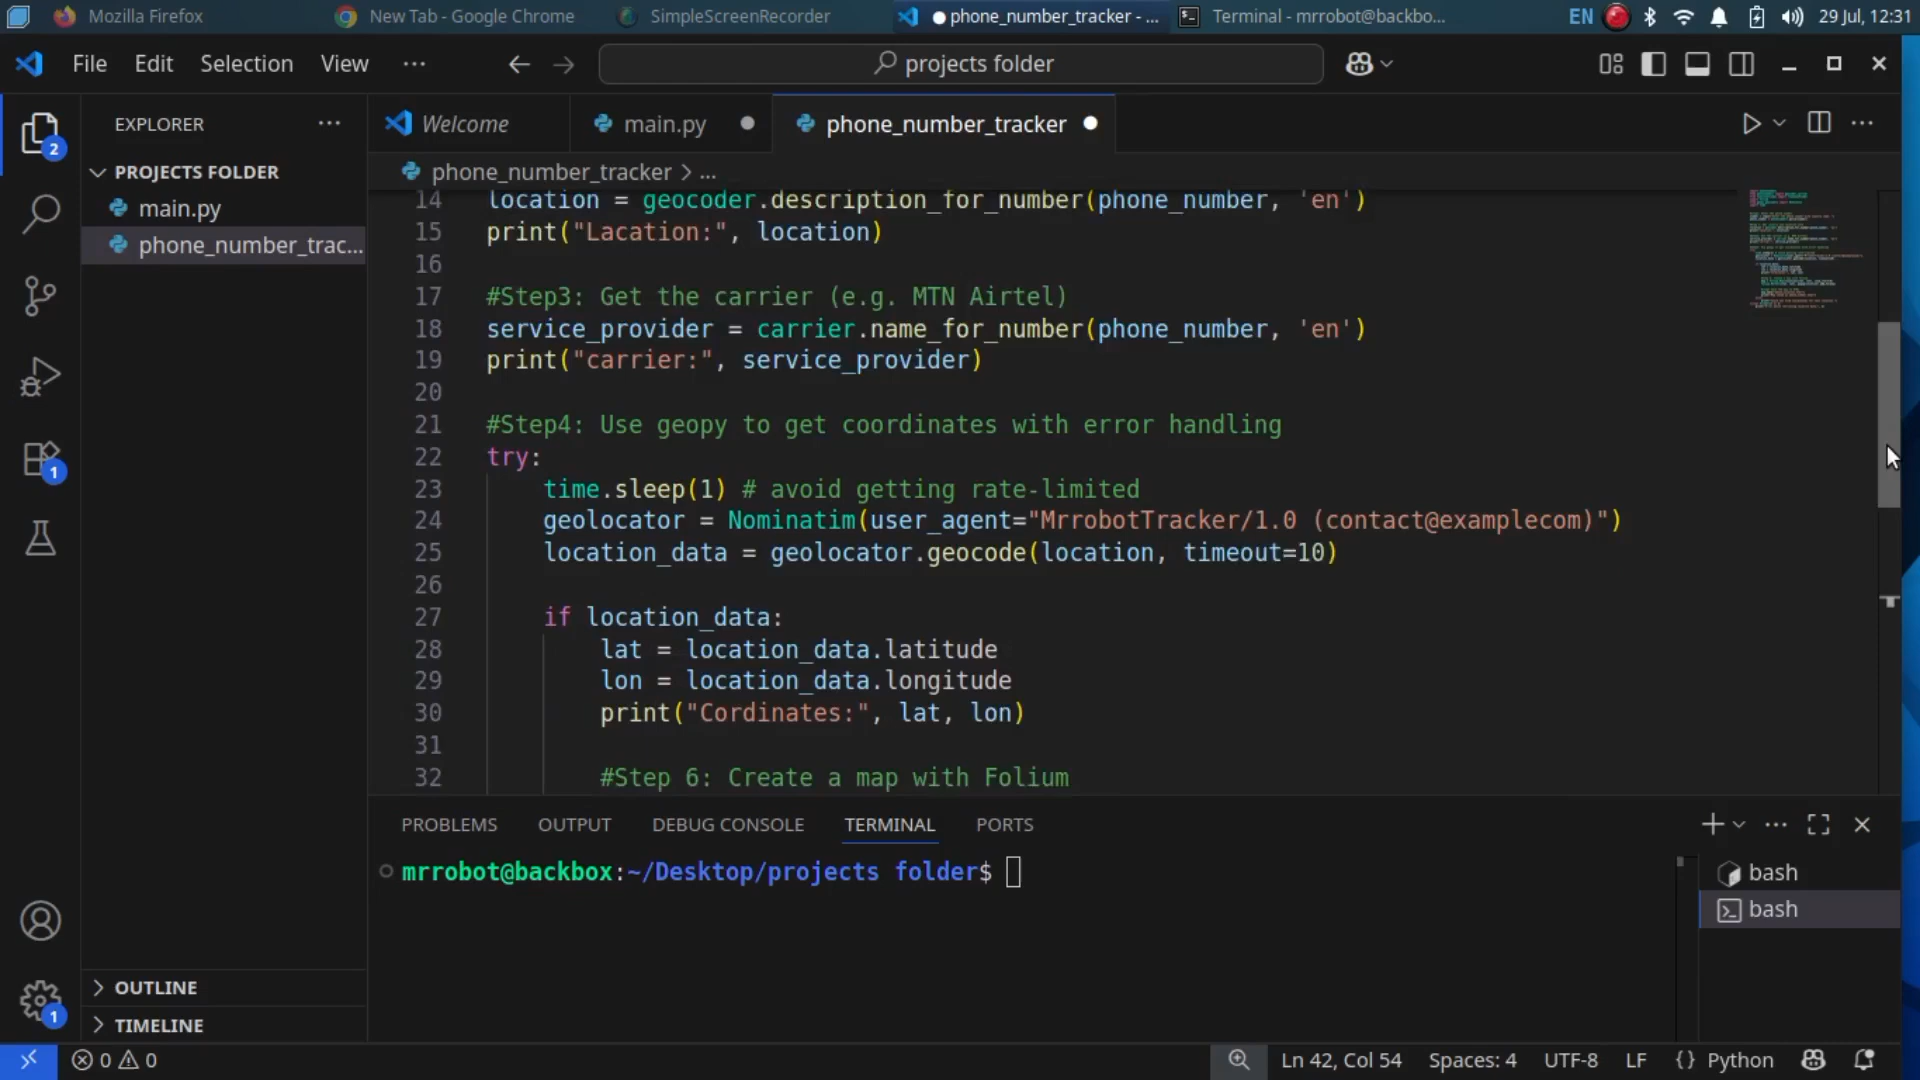 Mozilla Firefox
New Tab - Google Chrome
SimpleScreenRecorder
phone_number_tracker - ...
Terminal - mrrobot@backbo...
EN
29 Jul, 12:31
File Edit Selection View ...
projects folder
EXPLORER
Welcome
main.py
phone_number_tracker
PROJECTS FOLDER
main.py
phone_number_trac...
phone_number_tracker > ...
14 location = geocoder.description_for_number(phone_number, 'en')
15 print("Lacation:", location)
16
17 #Step3: Get the carrier (e.g. MTN Airtel)
18 service_provider = carrier.name_for_number(phone_number, 'en')
19 print("carrier:", service_provider)
20
21 #Step4: Use geopy to get coordinates with error handling
22 try:
23 time.sleep(1) # avoid getting rate-limited
24 geolocator = Nominatim(user_agent="MrrobotTracker/1.0 (contact@examplecom)")
25 location_data = geolocator.geocode(location, timeout=10)
26
27 if location_data:
28 lat = location_data.latitude
29 lon = location_data.longitude
30 print("Cordinates:", lat, lon)
31
32 #Step 6: Create a map with Folium
2
1
1
PROBLEMS OUTPUT DEBUG CONSOLE TERMINAL PORTS
mrrobot@backbox:~/Desktop/projects folder$
bash
bash
OUTLINE
TIMELINE
0 0
Ln 42, Col 54 Spaces: 4 UTF-8 LF {} Python